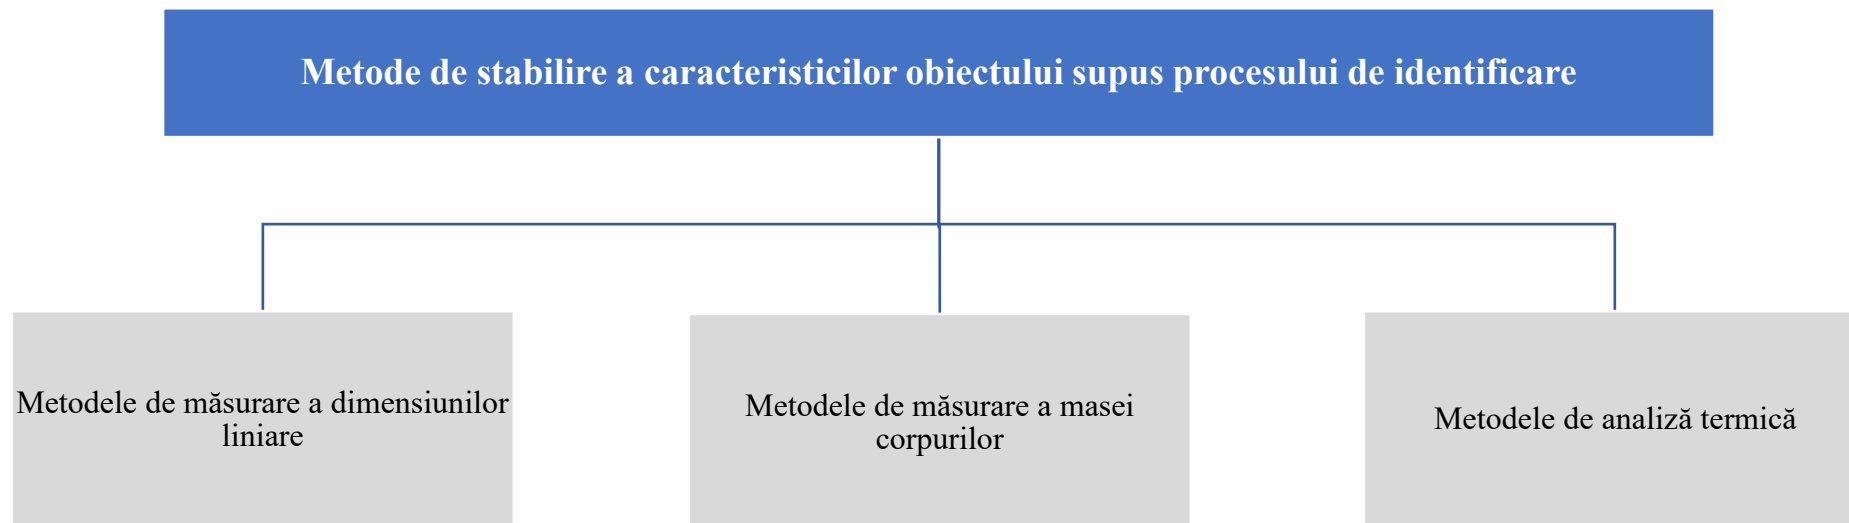 Metode de stabilire a caracteristicilor obiectului supus procesului de identificare
Metodele de măsurare a dimensiunilor
liniare
Metodele de măsurare a masei
corpurilor
Metodele de analiză termică